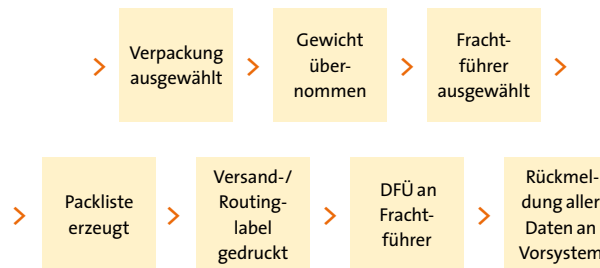 Verpackung
ausgewählt
Gewicht
über-
nommen
Fracht-
führer
ausgewählt
Packliste
erzeugt
Versand-/
Routing-
label
gedruckt
DFÜ an
Fracht-
führer
Rückmel-
dung aller
Daten an
Vorsystem